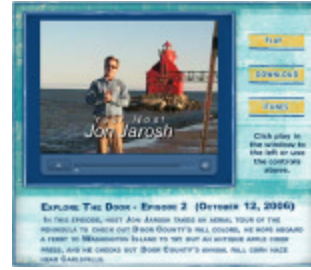 Your Host
Jon Jarosh
PLAY
DOWNLOAD
ITUNES
Click play in
the window to
the left or use
the controls
above.
EXPLORE THE DOOR - EPISODE 2 (OCTOBER 12, 2006)
IN THIS EPISODE, HOST JON JAROSH TAKES AN AERIAL TOUR OF THE
PENINSULA TO CHECK OUT DOOR COUNTY'S FALL COLORS, HE HOPS ABOARD
A FERRY TO WASHINGTON ISLAND TO TRY OUT AN ANTIQUE APPLE CIDER
PRESS, AND HE CHECKS OUT DOOR COUNTY'S ANNUAL FALL CORN MAZE
NEAR CARLSVILLE.